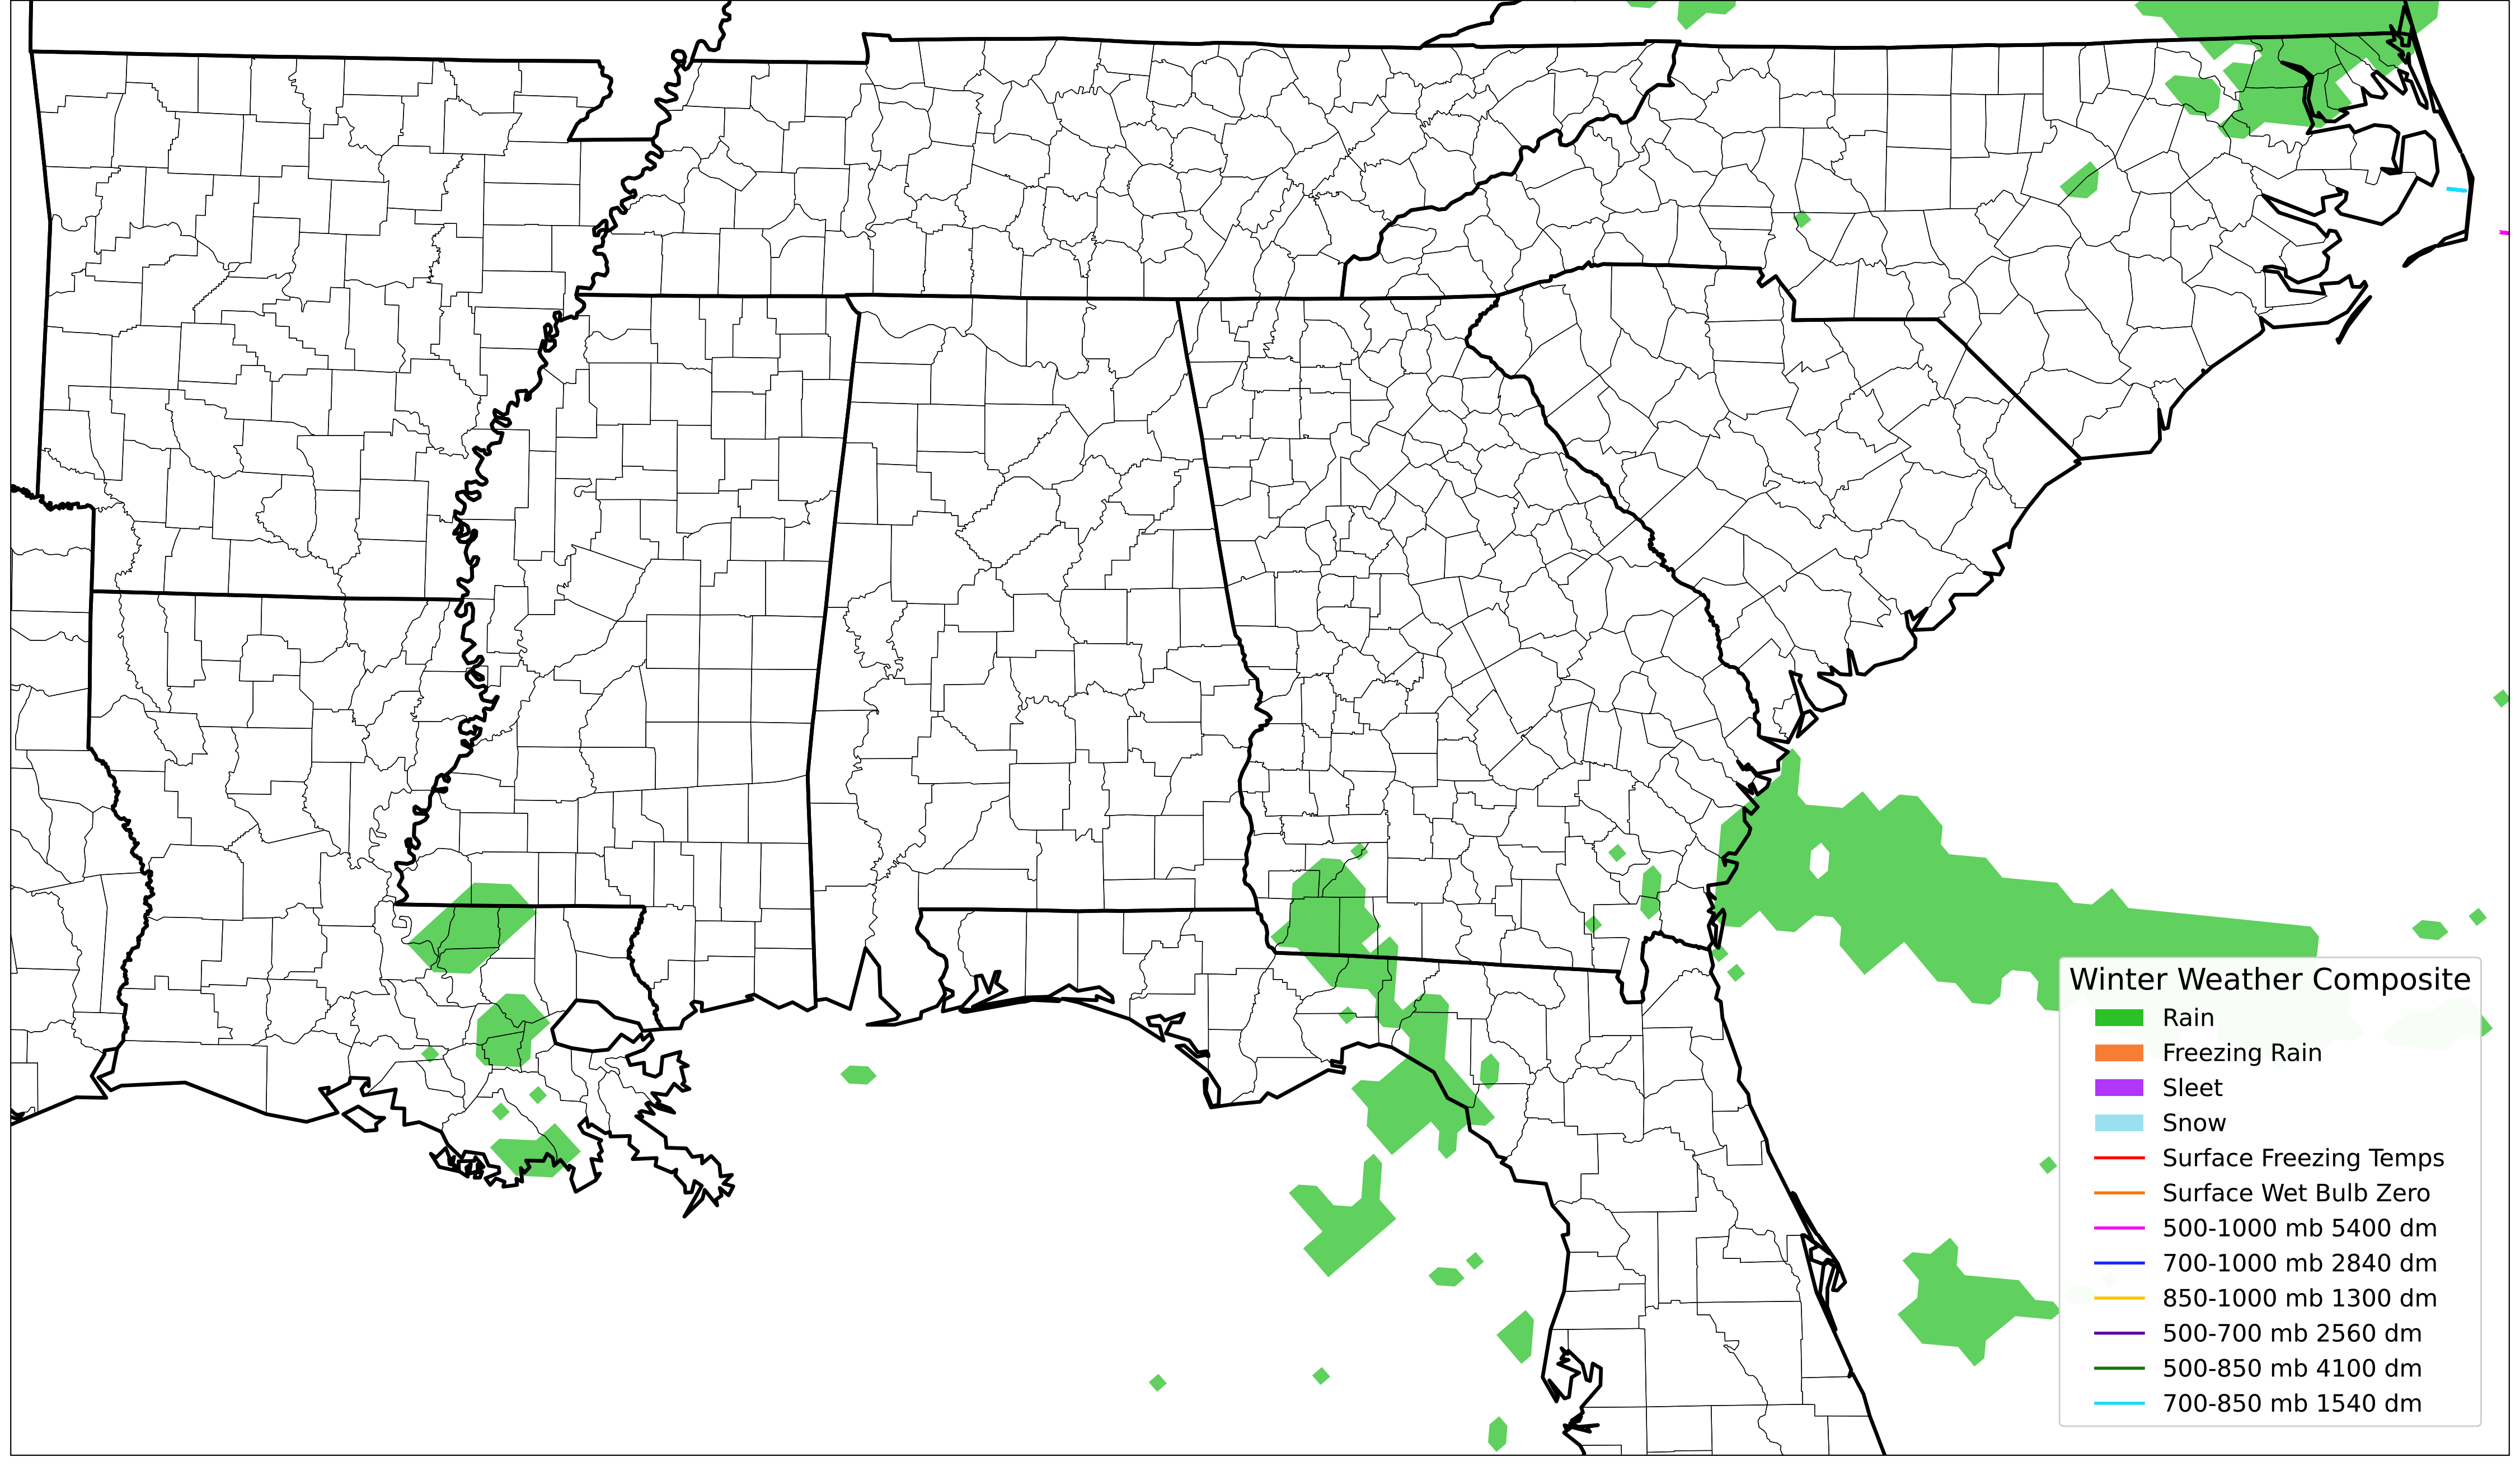 Winter Weather Composite
Rain
Freezing Rain
Sleet
Snow
Surface Freezing Temps
Surface Wet Bulb Zero
500-1000 mb 5400 dm
700-1000 mb 2840 dm
850-1000 mb 1300 dm
500-700 mb 2560 dm
500-850 mb 4100 dm
700-850 mb 1540 dm